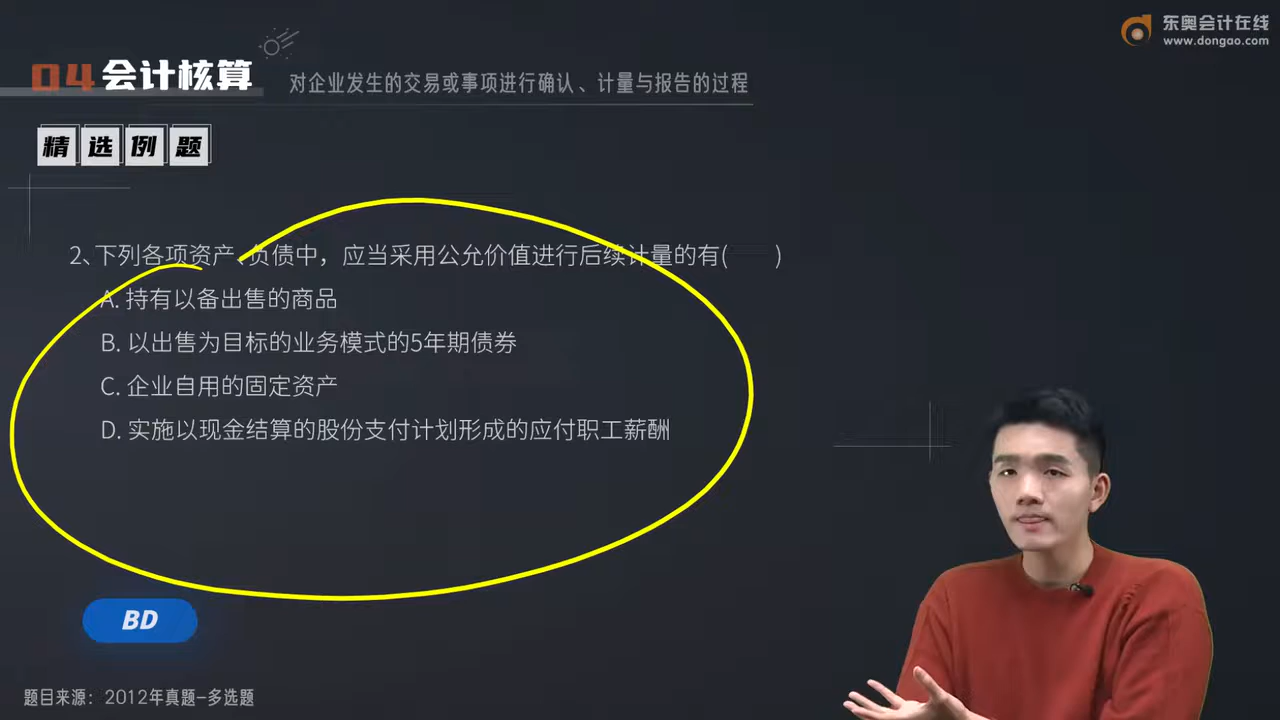 东奥会计在线
www.dongao.com
04会计核算
对企业发生的交易或事项进行确认、计量与报告的过程
精选例题
2、下列各项资产、负债中，应当采用公允价值进行后续计量的有(　　)
A. 持有以备出售的商品
B. 以出售为目标的业务模式的5年期债券
C. 企业自用的固定资产
D. 实施以现金结算的股份支付计划形成的应付职工薪酬
BD
题目来源：2012年真题-多选题